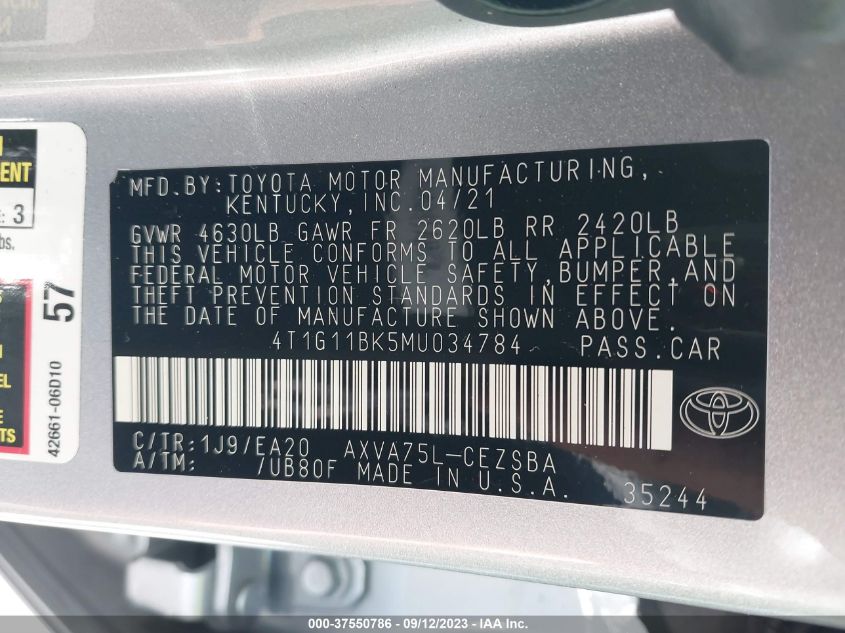 MFD.BY:TOYOTA MOTOR MANUFACTURING,
KENTUCKY,INC.04/21
GVWR 4630LB GAWR FR 2620LB RR 2420LB
THIS VEHICLE CONFORMS TO ALL APPLICABLE
FEDERAL MOTOR VEHICLE SAFETY,BUMPER,AND
THEFT PREVENTION STANDARDS IN EFFECT ON
THE DATE OF MANUFACTURE SHOWN ABOVE.
4T1G11BK5MU034784 PASS.CAR
C/TR:1J9/EA20 AXVA75L-CEZSBA
A/TM: /UB80F MADE IN U.S.A. 35244
ENT
: 3
bs.
57
42661-06D10
EL
E
TS
000-37550786 - 09/12/2023 - IAA Inc.